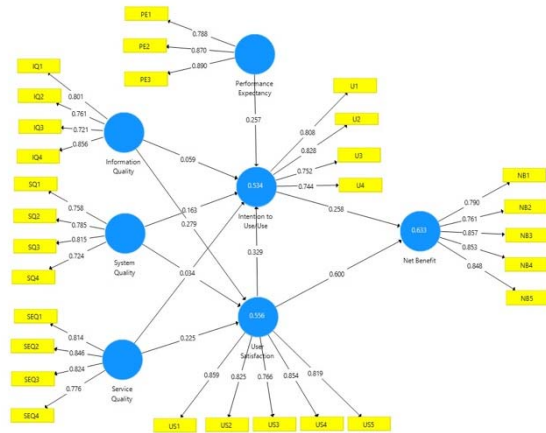 PE1
0.788
PE2
0.870
PE3
0.890
Performance
Expectancy
IQ1
0.801
IQ2
0.761
IQ3
0.721
IQ4
0.856
Information
Quality
0.257
0.059
U1
0.808
U2
0.828
U3
0.752
U4
0.744
0.534
Intention to
Use/Use
SQ1
0.758
SQ2
0.785
SQ3
0.815
SQ4
0.724
System
Quality
0.163
0.279
0.034
0.258
0.329
0.600
NB1
0.790
NB2
0.761
NB3
0.857
NB4
0.853
NB5
0.848
0.633
Net Benefit
SEQ1
0.814
SEQ2
0.846
SEQ3
0.824
SEQ4
0.776
Service
Quality
0.225
0.556
User
Satisfaction
0.859
0.825
0.766
0.854
0.819
US1
US2
US3
US4
US5